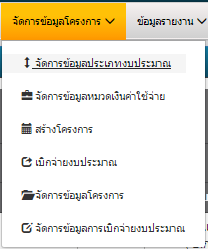 จัดการข้อมูลโครงการ ข้อมูลรายงาน
จัดการข้อมูลประเภทงบประมาณ
จัดการข้อมูลหมวดเงินค่าใช้จ่าย
สร้างโครงการ
เบิกจ่ายงบประมาณ
จัดการข้อมูลโครงการ
จัดการข้อมูลการเบิกจ่ายงบประมาณ